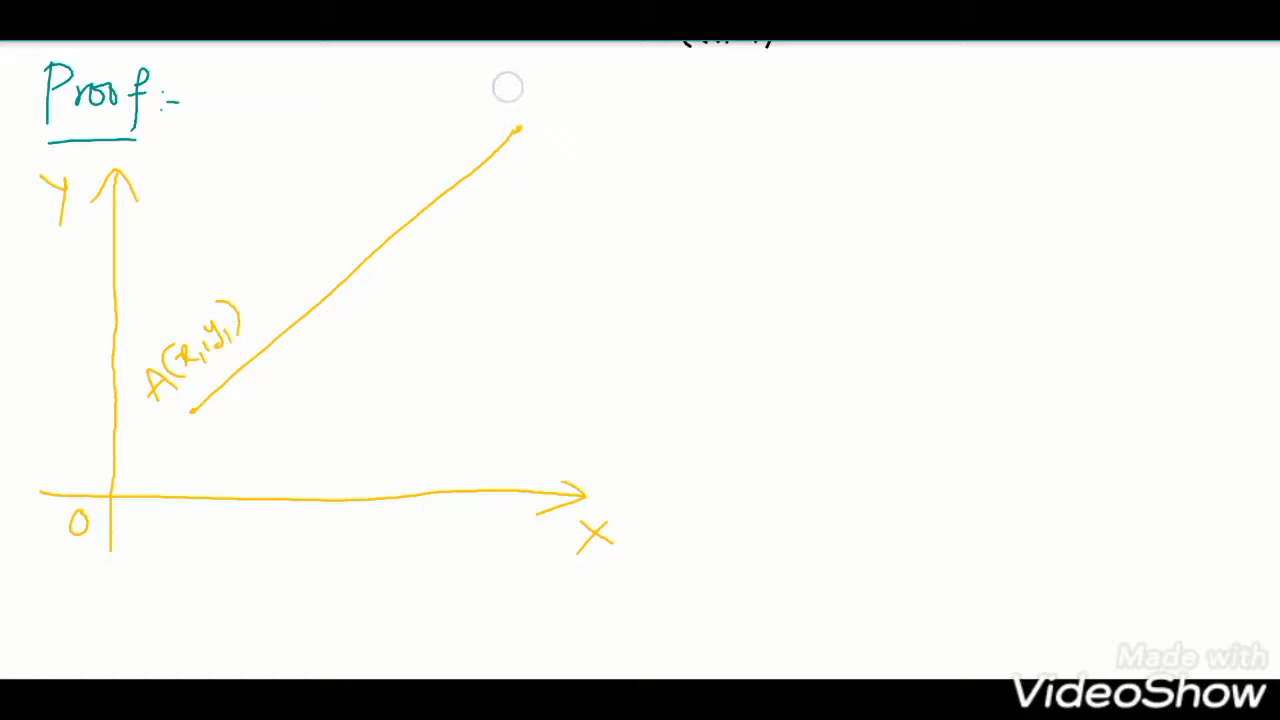 Proof :-
Y
A(x₁, y₁)
O
X
Made with
VideoShow